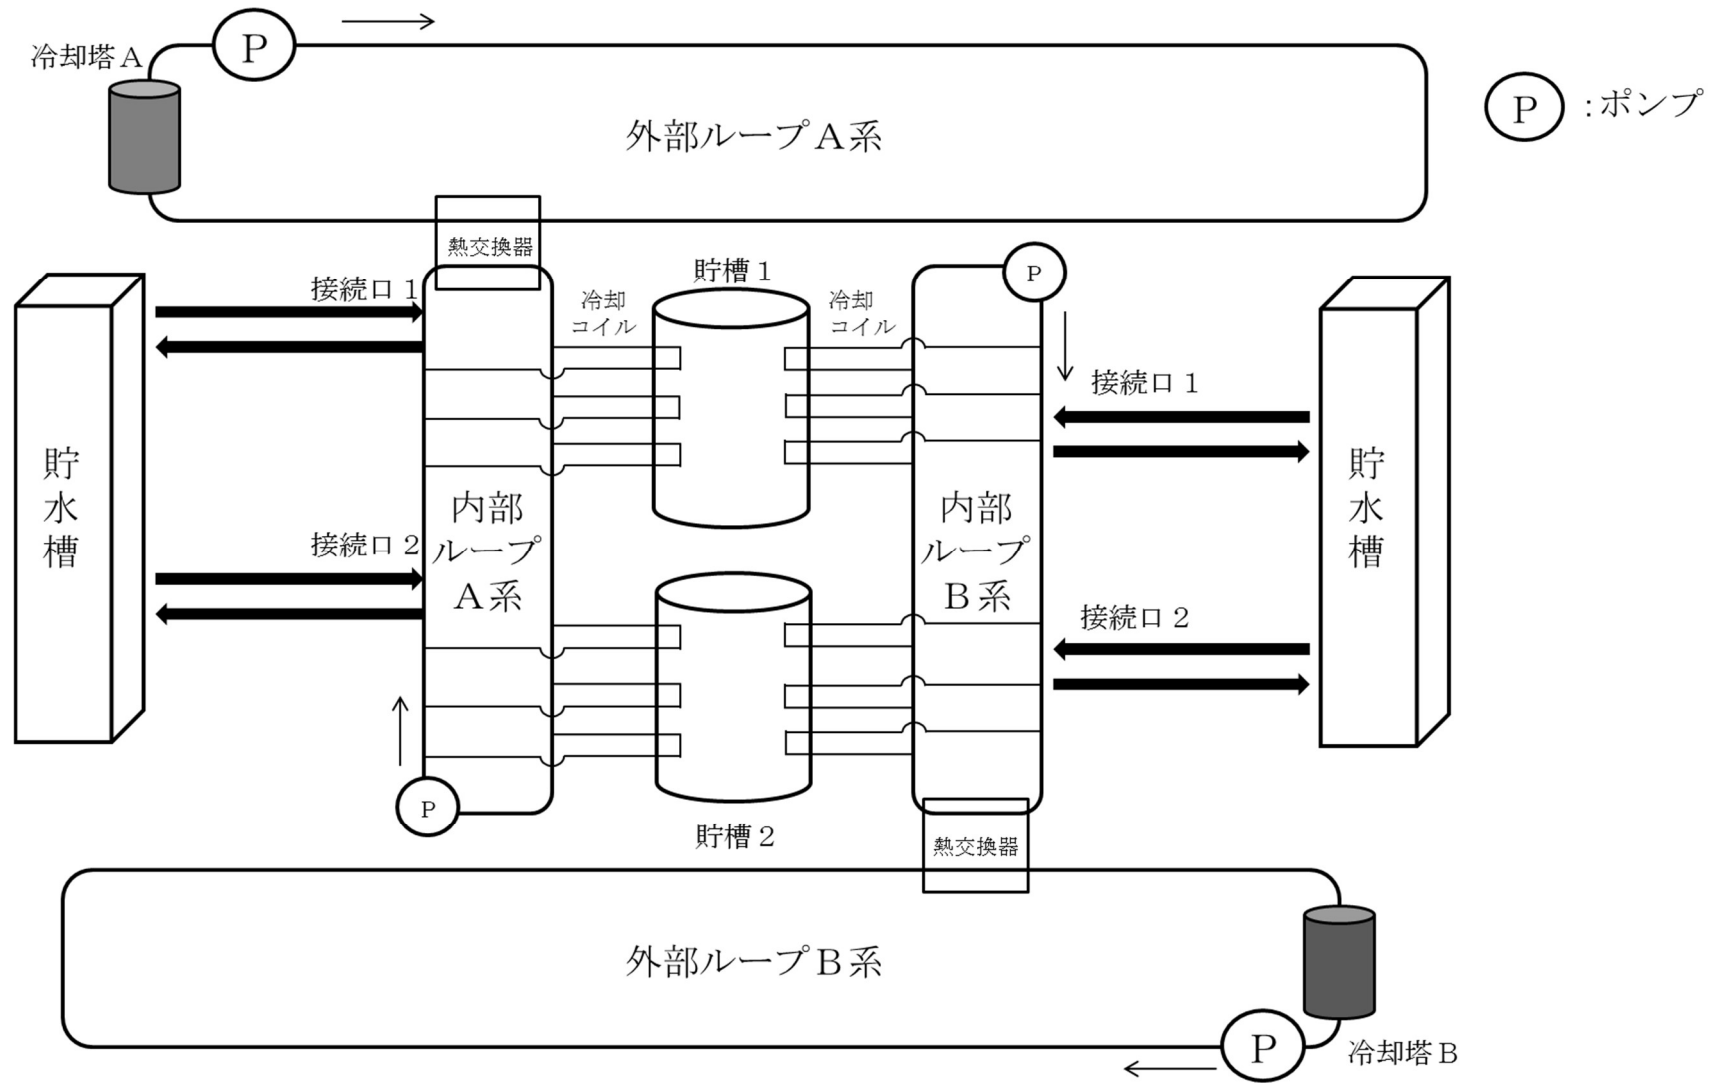 冷却塔A
P
P
:ポンプ
外部ループA系
熱交換器
接続口1
貯槽1
冷却
コイル
冷却
コイル
P
接続口1
貯
水
槽
内部
ループ
A系
内部
ループ
B系
貯
水
槽
接続口2
接続口2
P
貯槽2
熱交換器
外部ループB系
P
冷却塔B